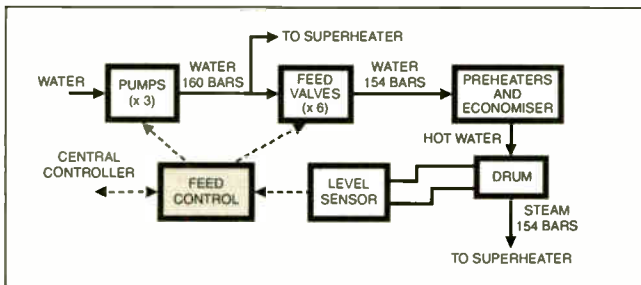 TO SUPERHEATER
WATER
PUMPS
(x 3)
WATER
160 BARS
FEED
VALVES
(x 6)
WATER
154 BARS
PREHEATERS
AND
ECONOMISER
HOT WATER
CENTRAL
CONTROLLER
FEED
CONTROL
LEVEL
SENSOR
DRUM
STEAM
154 BARS
TO SUPERHEATER